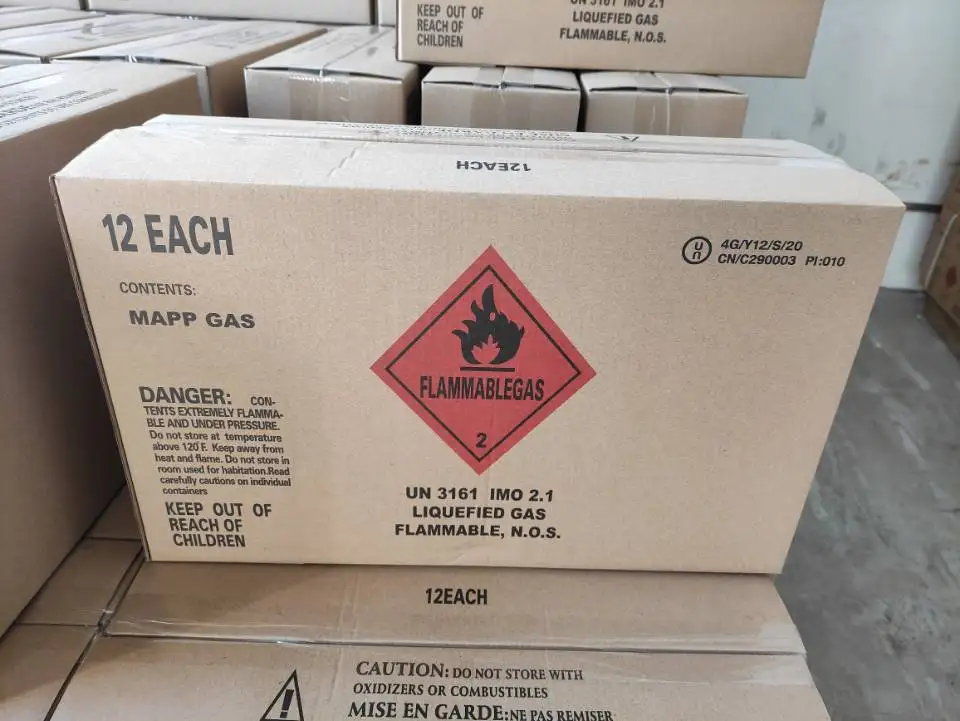 KEEP OUT OF
REACH OF
CHILDREN
UN 3161 IMO 2.1
LIQUEFIED GAS
FLAMMABLE, N.O.S.
12EACH
12 EACH
CONTENTS:
MAPP GAS
DANGER: CON-
TENTS EXTREMELY FLAMMA-
BLE AND UNDER PRESSURE.
Do not store at temperature
above 120°F. Keep away from
heat and flame. Do not store in
room used for habitation.Read
carefully cautions on individual
containers
KEEP OUT OF
REACH OF
CHILDREN
FLAMMABLEGAS
2
UN 3161 IMO 2.1
LIQUEFIED GAS
FLAMMABLE, N.O.S.
un
4G/Y12/S/20
CN/C290003 PI:010
12EACH
CAUTION: DO NOT STORE WITH
OXIDIZERS OR COMBUSTIBLES
MISE EN GARDE:NE PAS REMISER